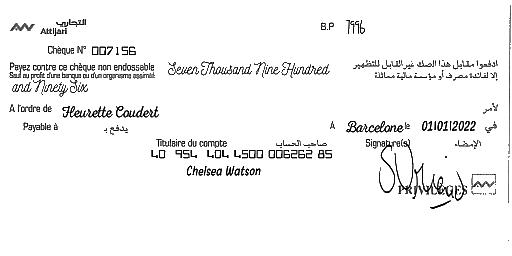 التجاري
Attijari
B.P 7996
Chèque N° 007156
Payez contre ce chèque non endossable
Sauf au profit d'une banque ou d'un organisme assimilé
Seven Thousand Nine Hundred
and Ninety Six
ادفعوا مقابل هذا الصك غير القابل للتظهير
إلا لفائدة مصرف أو مؤسسة مالية مماثلة
A l'ordre de Fleurette Coudert لأمر
Payable à يدفع بـ
A Barcelone le 01/01/2022 في
Titulaire du compte صاحب الحساب
Signature(s) الإمضاء
40 954 404 4500 006262 85
Chelsea Watson
PRIVILEGES